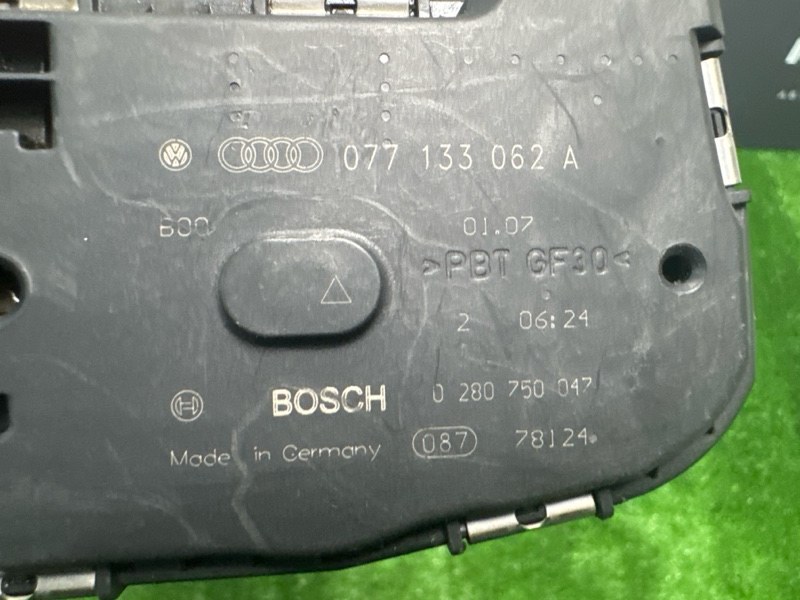 077 133 062 A
B00 01.07
>PBT GF30<
2 06:24
BOSCH 0 280 750 047
Made in Germany 087 78124